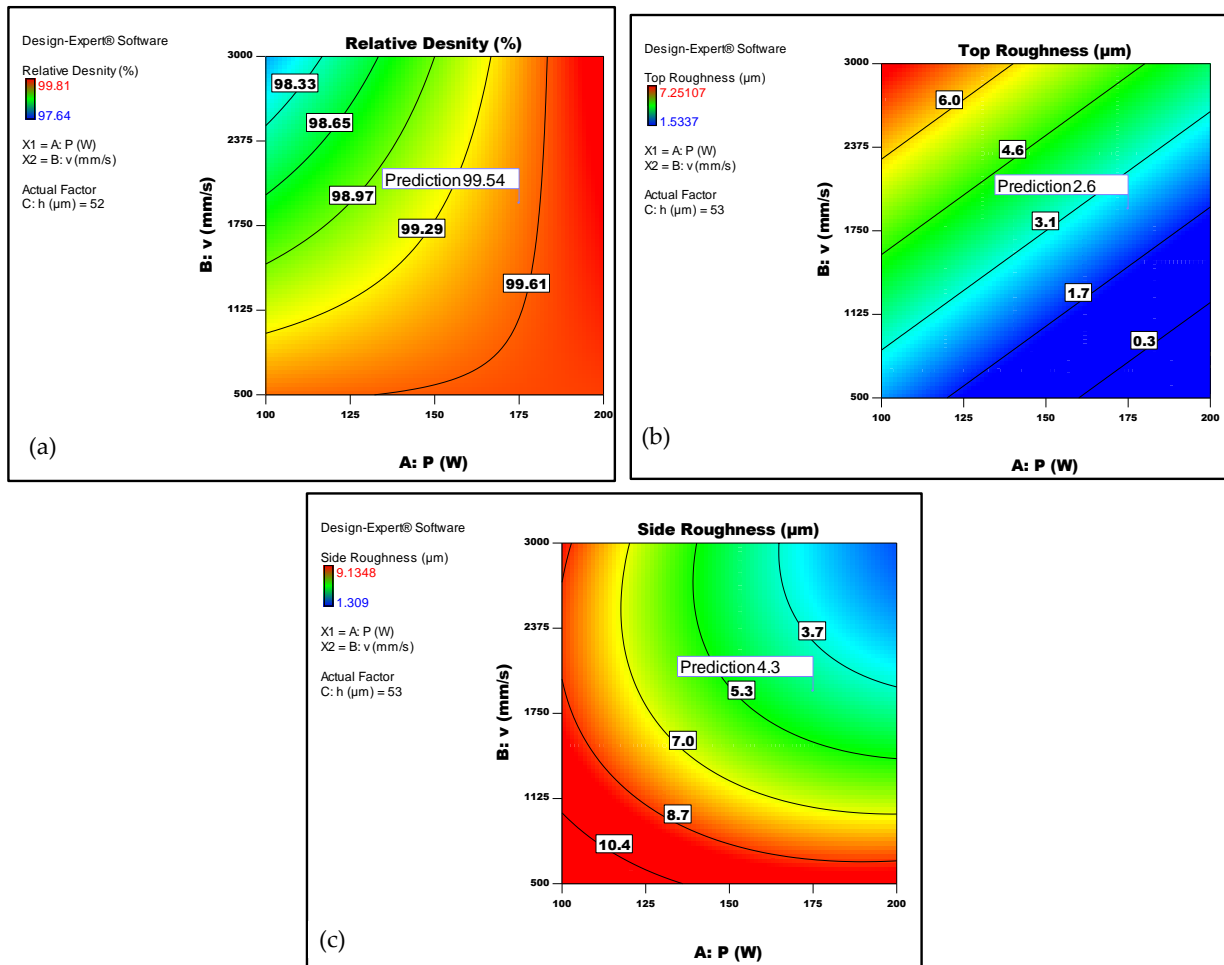 Design-Expert® Software
Relative Desnity (%)
99.81
97.64
X1 = A: P (W)
X2 = B: v (mm/s)
Actual Factor
C: h (µm) = 52
Relative Desnity (%)
3000
2375
1750
1125
500
B: v (mm/s)
98.33
98.65
98.97
Prediction 99.54
99.29
99.61
100
125
150
175
200
A: P (W)
(a)
Design-Expert® Software
Top Roughness (µm)
7.25107
1.5337
X1 = A: P (W)
X2 = B: v (mm/s)
Actual Factor
C: h (µm) = 53
Top Roughness (µm)
3000
2375
1750
1125
500
B: v (mm/s)
6.0
4.6
Prediction 2.6
3.1
1.7
0.3
100
125
150
175
200
A: P (W)
(b)
Design-Expert® Software
Side Roughness (µm)
9.1348
1.309
X1 = A: P (W)
X2 = B: v (mm/s)
Actual Factor
C: h (µm) = 53
Side Roughness (µm)
3000
2375
1750
1125
500
B: v (mm/s)
3.7
Prediction 4.3
5.3
7.0
8.7
10.4
100
125
150
175
200
A: P (W)
(c)